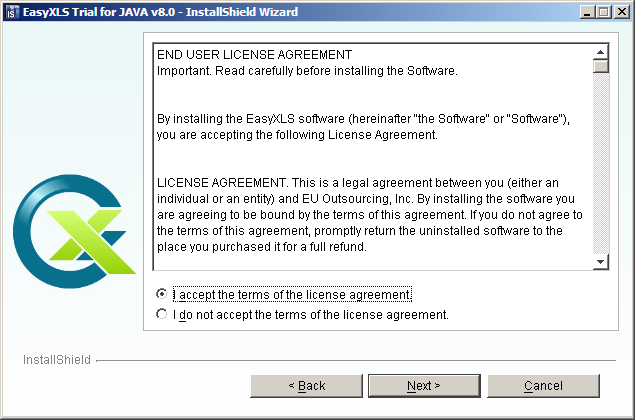 EasyXLS Trial for JAVA v8.0 - InstallShield Wizard
END USER LICENSE AGREEMENT
Important. Read carefully before installing the Software.
By installing the EasyXLS software (hereinafter "the Software" or "Software"),
you are accepting the following License Agreement.
LICENSE AGREEMENT. This is a legal agreement between you (either an
individual or an entity) and EU Outsourcing, Inc. By installing the software you
are agreeing to be bound by the terms of this agreement. If you do not agree to
the terms of this agreement, promptly return the uninstalled software to the
place you purchased it for a full refund.
I accept the terms of the license agreement.
I do not accept the terms of the license agreement.
InstallShield
< Back
Next >
Cancel